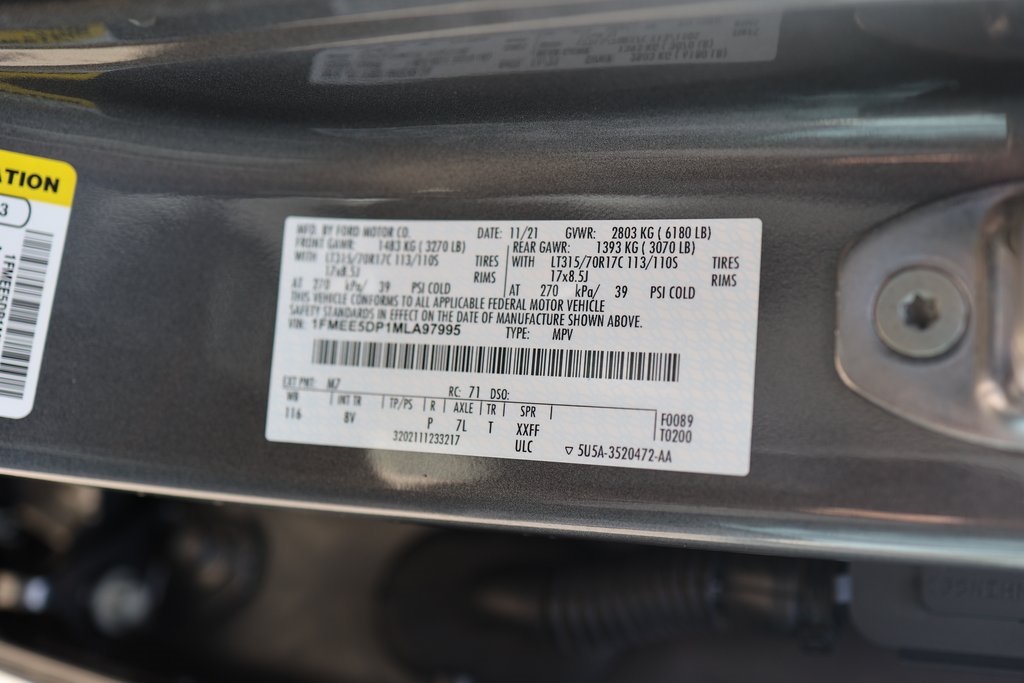 ATION
3
1FMEE5DP1M
MFD. BY FORD MOTOR CO. DATE: 11/21 GVWR: 2803 KG ( 6180 LB)
FRONT GAWR: 1483 KG ( 3270 LB) REAR GAWR: 1393 KG ( 3070 LB)
WITH LT315/70R17C 113/110S TIRES WITH LT315/70R17C 113/110S TIRES
17x8.5J RIMS 17x8.5J RIMS
AT 270 kPa/ 39 PSI COLD AT 270 kPa/ 39 PSI COLD
THIS VEHICLE CONFORMS TO ALL APPLICABLE FEDERAL MOTOR VEHICLE
SAFETY STANDARDS IN EFFECT ON THE DATE OF MANUFACTURE SHOWN ABOVE.
VIN: 1FMEE5DP1MLA97995 TYPE: MPV
EXT PNT: M7 RC: 71 DSO:
WB INT TR TP/PS R AXLE TR SPR F0089
116 8V P 7L T XXFF T0200
3202111233217 ULC ▽ 5U5A-3520472-AA